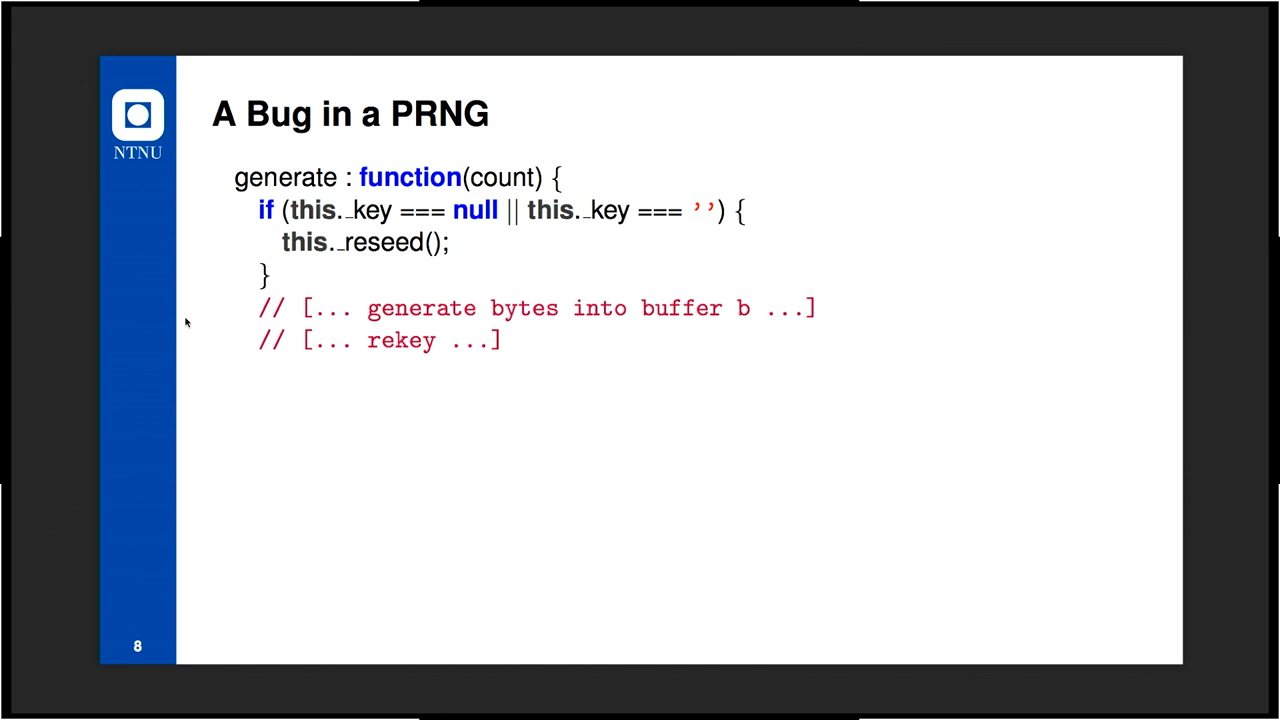 NTNU
A Bug in a PRNG
generate : function(count) {
if (this._key === null || this._key === '') {
this._reseed();
}
// [... generate bytes into buffer b ...]
// [... rekey ...]
8